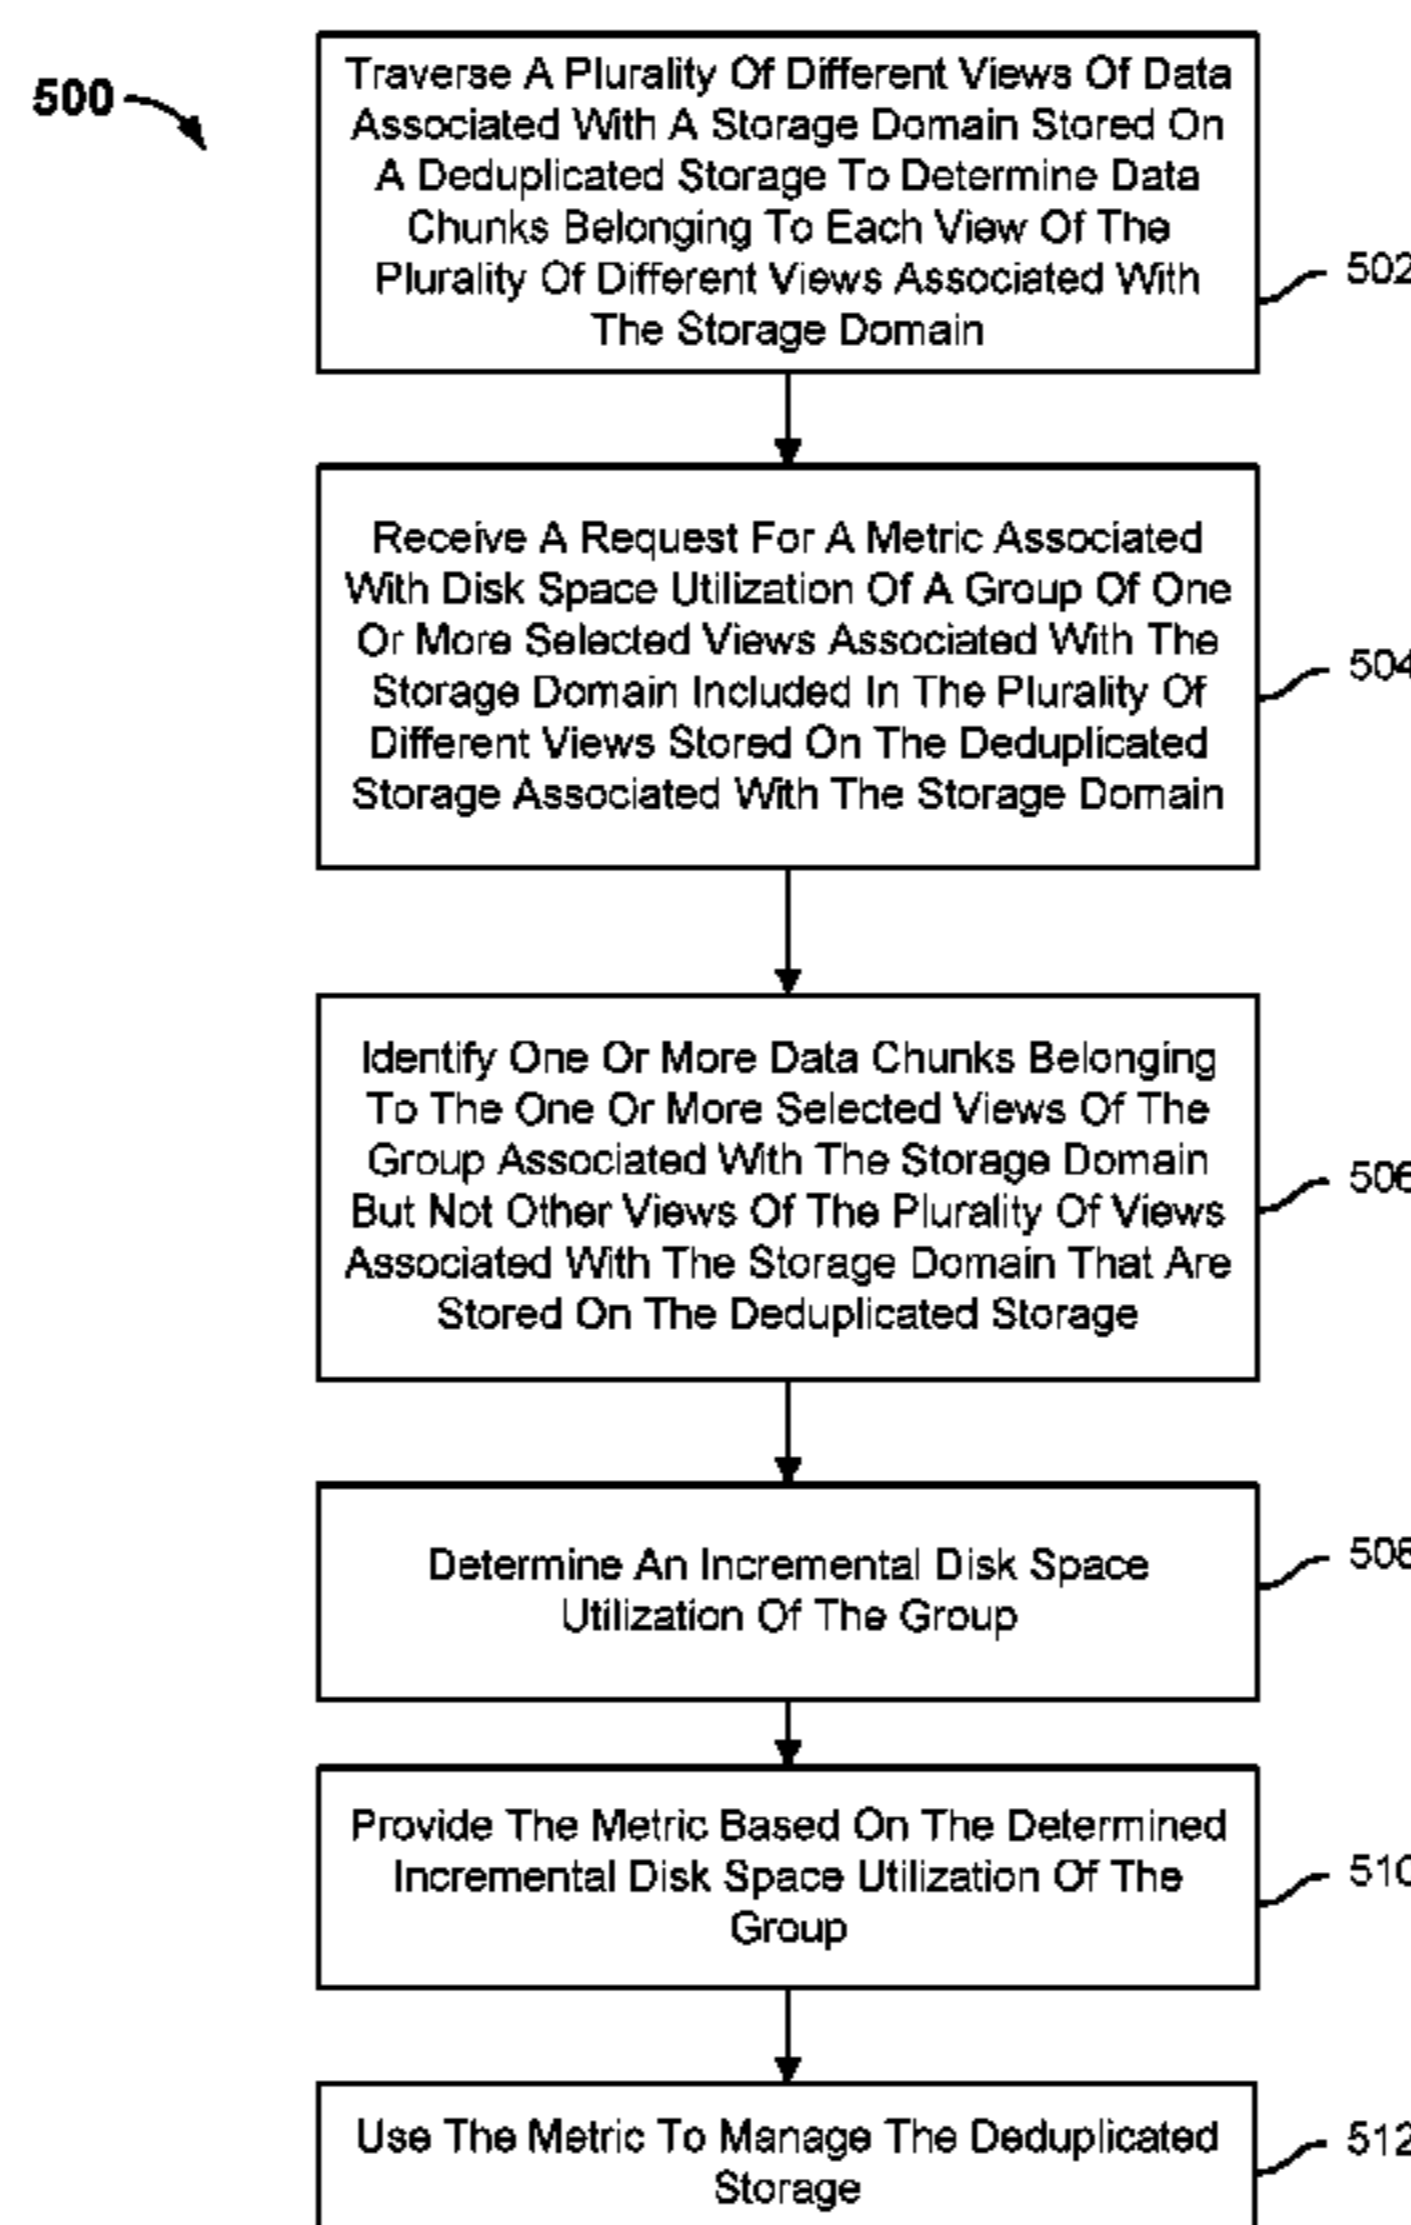 500
Traverse A Plurality Of Different Views Of Data
Associated With A Storage Domain Stored On
A Deduplicated Storage To Determine Data
Chunks Belonging To Each View Of The
Plurality Of Different Views Associated With
The Storage Domain
502
Receive A Request For A Metric Associated
With Disk Space Utilization Of A Group Of One
Or More Selected Views Associated With The
Storage Domain Included In The Plurality Of
Different Views Stored On The Deduplicated
Storage Associated With The Storage Domain
504
Identify One Or More Data Chunks Belonging
To The One Or More Selected Views Of The
Group Associated With The Storage Domain
But Not Other Views Of The Plurality Of Views
Associated With The Storage Domain That Are
Stored On The Deduplicated Storage
506
Determine An Incremental Disk Space
Utilization Of The Group
508
Provide The Metric Based On The Determined
Incremental Disk Space Utilization Of The
Group
510
Use The Metric To Manage The Deduplicated
Storage
512